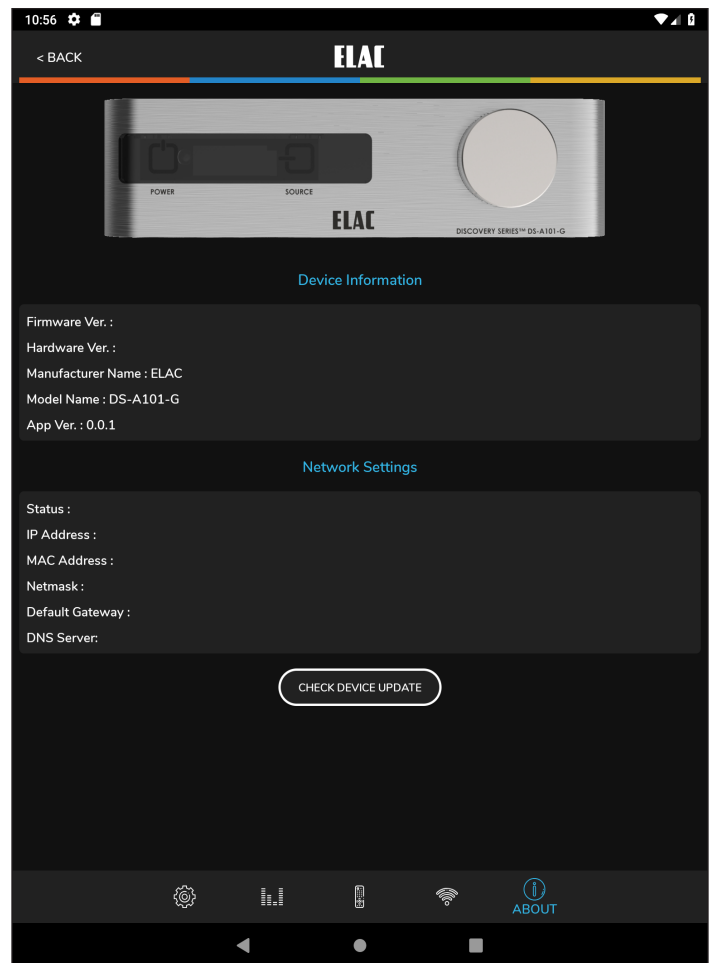 10:56
< BACK
ELAC
POWER
SOURCE
ELAC
DISCOVERY SERIES™ DS-A101-G
Device Information
Firmware Ver. :
Hardware Ver. :
Manufacturer Name : ELAC
Model Name : DS-A101-G
App Ver. : 0.0.1
Network Settings
Status :
IP Address :
MAC Address :
Netmask :
Default Gateway :
DNS Server:
CHECK DEVICE UPDATE
ABOUT